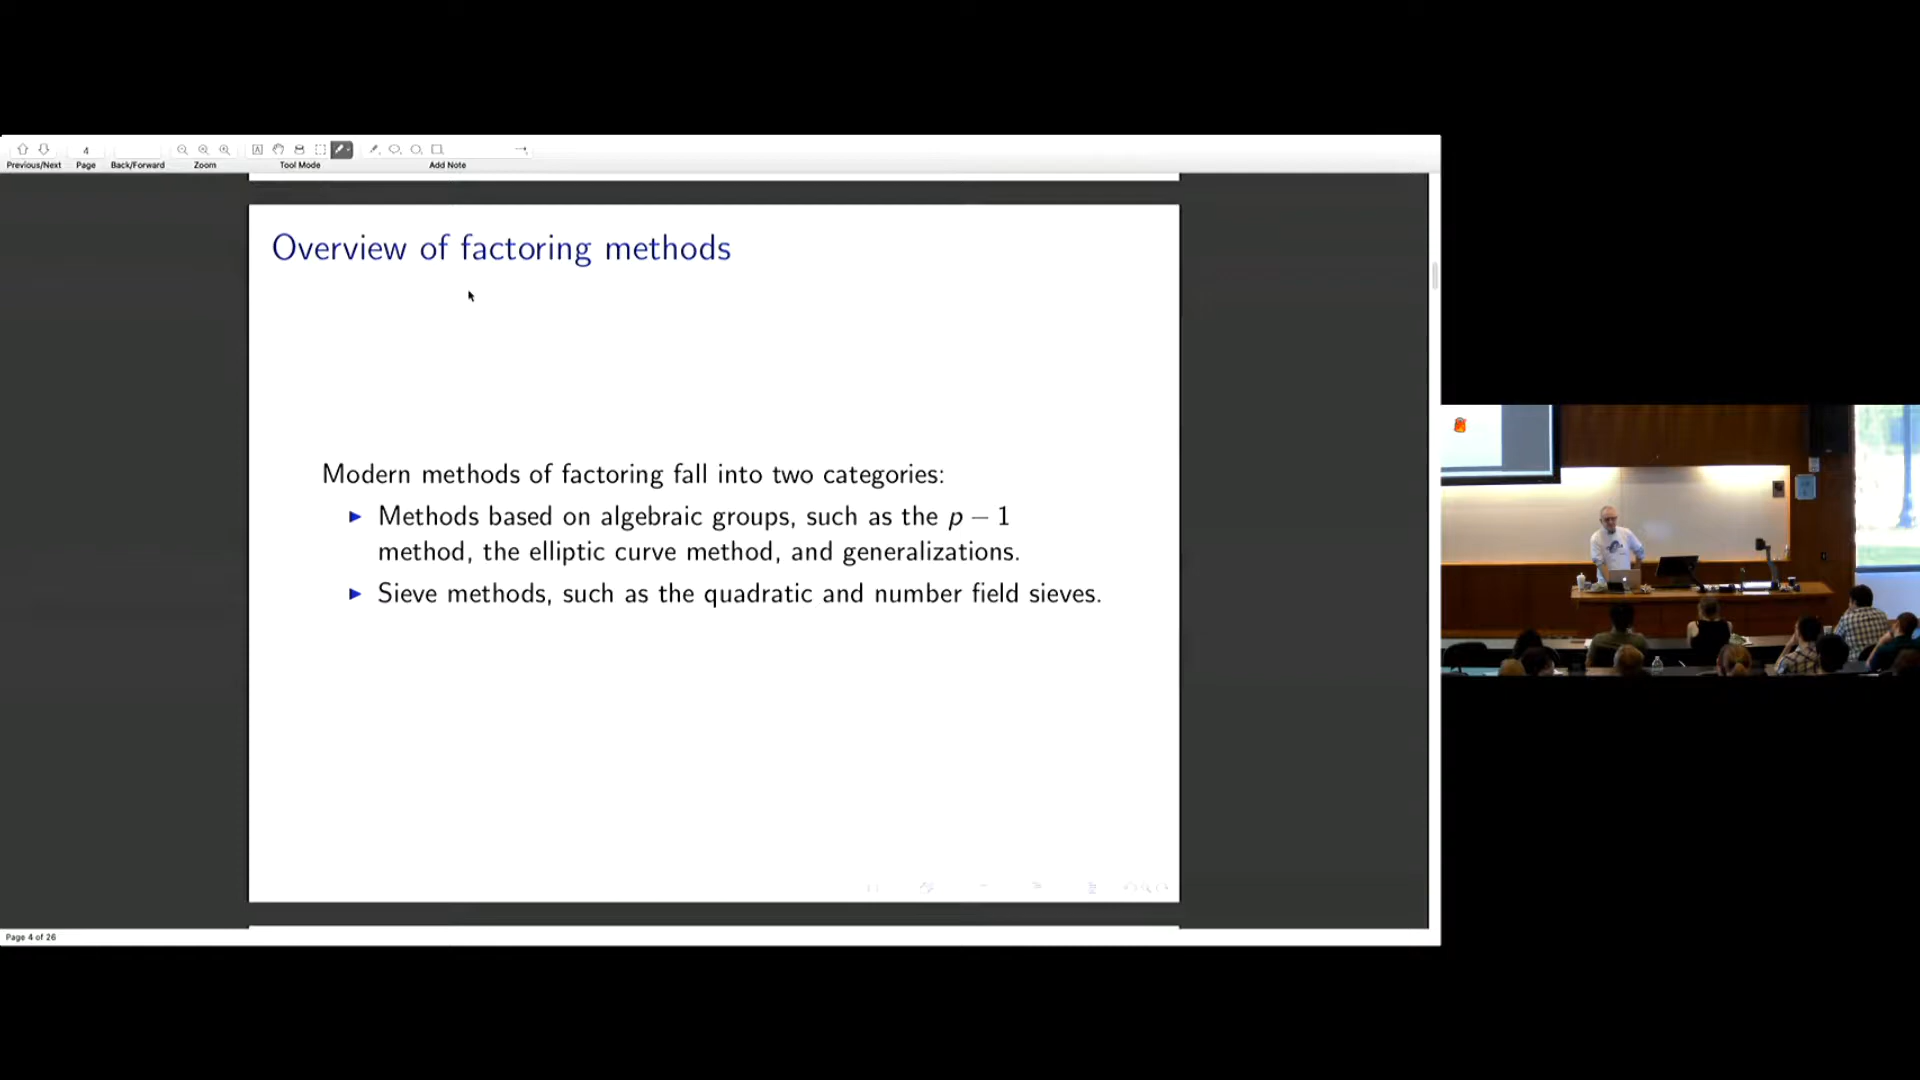 4
Previous/Next Page Back/Forward Zoom Tool Mode Add Note
Overview of factoring methods
Modern methods of factoring fall into two categories:
▶ Methods based on algebraic groups, such as the p − 1
method, the elliptic curve method, and generalizations.
▶ Sieve methods, such as the quadratic and number field sieves.
Page 4 of 26